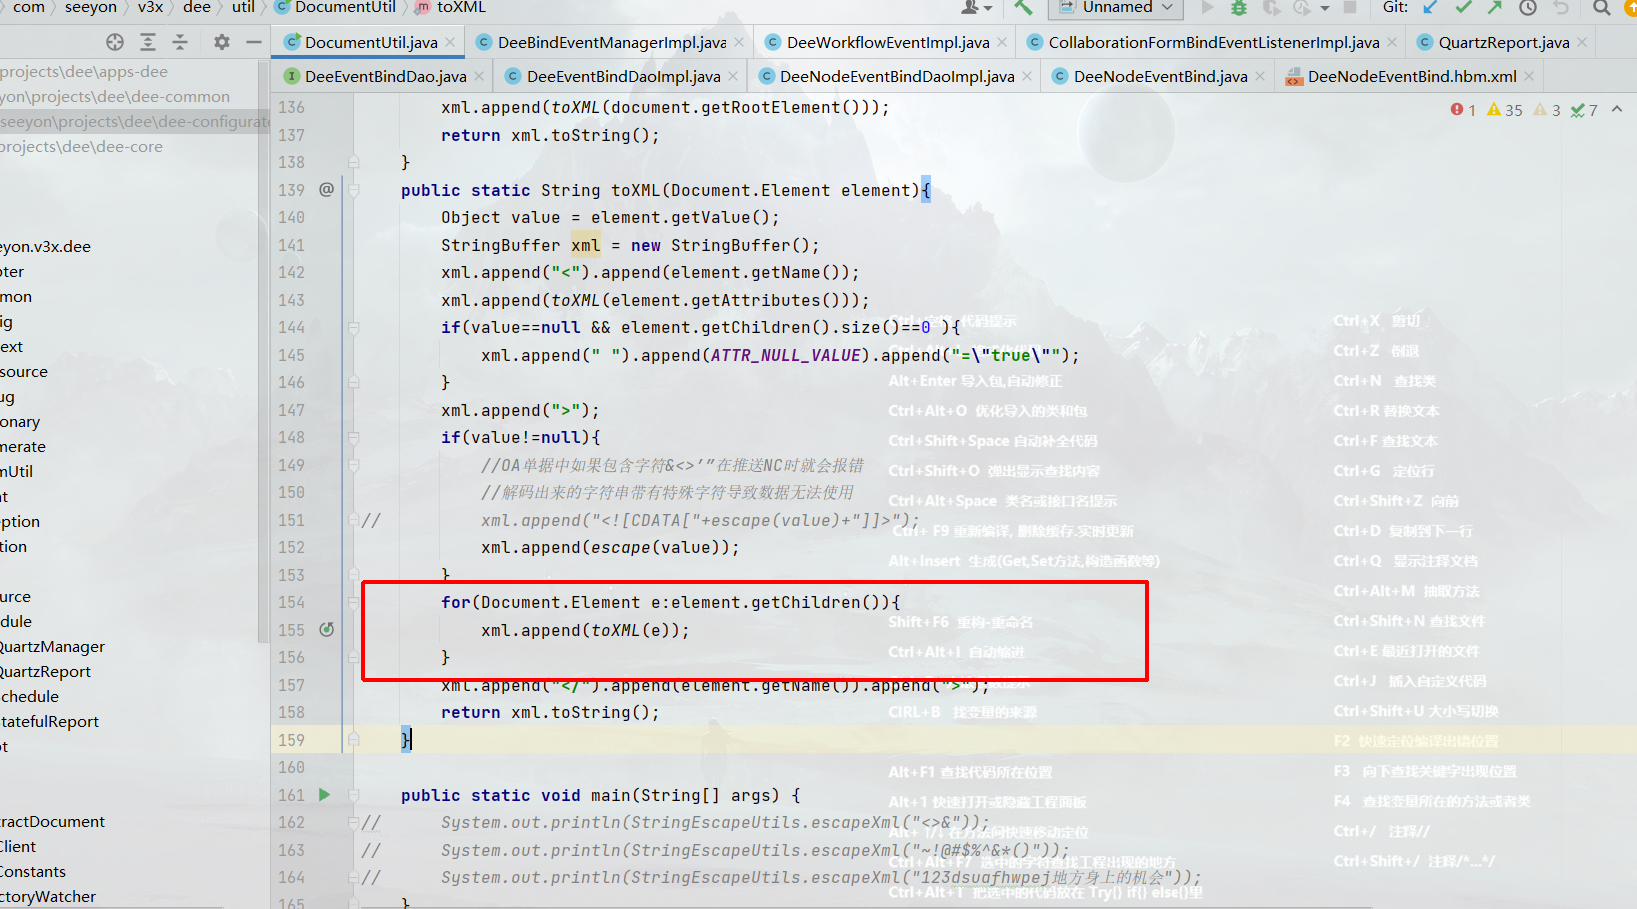 com seeyon v3x dee util DocumentUtil toXML Unnamed Git:
DocumentUtil.java DeeBindEventManagerImpl.java DeeWorkflowEventImpl.java CollaborationFormBindEventListenerImpl.java QuartzReport.java
DeeEventBindDao.java DeeEventBindDaoImpl.java DeeNodeEventBindDaoImpl.java DeeNodeEventBind.java DeeNodeEventBind.hbm.xml
projects\dee\apps-dee
yon\projects\dee\dee-common
seeyon\projects\dee\dee-configurate
projects\dee\dee-core
eyon.v3x.dee
pter
mon
ig
ext
source
ug
onary
nerate
mUtil
nt
eption
tion
urce
dule
QuartzManager
QuartzReport
chedule
tatefulReport
ot
ractDocument
Client
Constants
ctoryWatcher
1 35 3 7
136 xml.append(toXML(document.getRootElement()));
137 return xml.toString();
138 }
139 @ public static String toXML(Document.Element element){
140 Object value = element.getValue();
141 StringBuffer xml = new StringBuffer();
142 xml.append("<").append(element.getName());
143 xml.append(toXML(element.getAttributes()));
144 if(value==null && element.getChildren().size()==0 ){
145 xml.append(" ").append(ATTR_NULL_VALUE).append("=\"true\"");
146 }
147 xml.append(">");
148 if(value!=null){
149 //OA单据中如果包含字符&<>’”在推送NC时就会报错
150 //解码出来的字符串带有特殊字符导致数据无法使用
151 // xml.append("<![CDATA["+escape(value)+"]]>");
152 xml.append(escape(value));
153 }
154 for(Document.Element e:element.getChildren()){
155 xml.append(toXML(e));
156 }
157 xml.append("</").append(element.getName()).append(">");
158 return xml.toString();
159 }
160
161 public static void main(String[] args) {
162 // System.out.println(StringEscapeUtils.escapeXml("<>&"));
163 // System.out.println(StringEscapeUtils.escapeXml("~!@#$%^&*()"));
164 // System.out.println(StringEscapeUtils.escapeXml("123dsuafhwpej地方身上的机会"));
165 }
代码提示
Alt+Enter 导入包,自动修正
Ctrl+Alt+O 优化导入的类和包
Ctrl+Shift+Space 自动补全代码
Ctrl+Shift+O 弹出显示查找内容
Ctrl+Alt+Space 类名或接口名提示
Ctrl+ F9 重新编译, 删除缓存.实时更新
Alt+Insert 生成(Get,Set方法,构造函数等)
Shift+F6 重构-重命名
Ctrl+Alt+I 自动缩进
CIRL+B 找变量的来源
Alt+F1 查找代码所在位置
Alt+1 快速打开或隐藏工程面板
Alt+ ↑/↓ 在方法间快速移动定位
Ctrl+Alt+F7 选中的字符查找工程出现的地方
Ctrl+Alt+T 把选中的代码放在 Try{} if{} else{}里
Ctrl+X 剪切
Ctrl+Z 倒退
Ctrl+N 查找类
Ctrl+R 替换文本
Ctrl+F 查找文本
Ctrl+G 定位行
Ctrl+Shift+Z 向前
Ctrl+D 复制到下一行
Ctrl+Q 显示注释文档
Ctrl+Alt+M 抽取方法
Ctrl+Shift+N 查找文件
Ctrl+E 最近打开的文件
Ctrl+J 插入自定义代码
Ctrl+Shift+U 大小写切换
F2 快速定位编译出错位置
F3 向下查找关键字出现位置
F4 查找变量所在的方法或者类
Ctrl+/ 注释//
Ctrl+Shift+/ 注释/*...*/